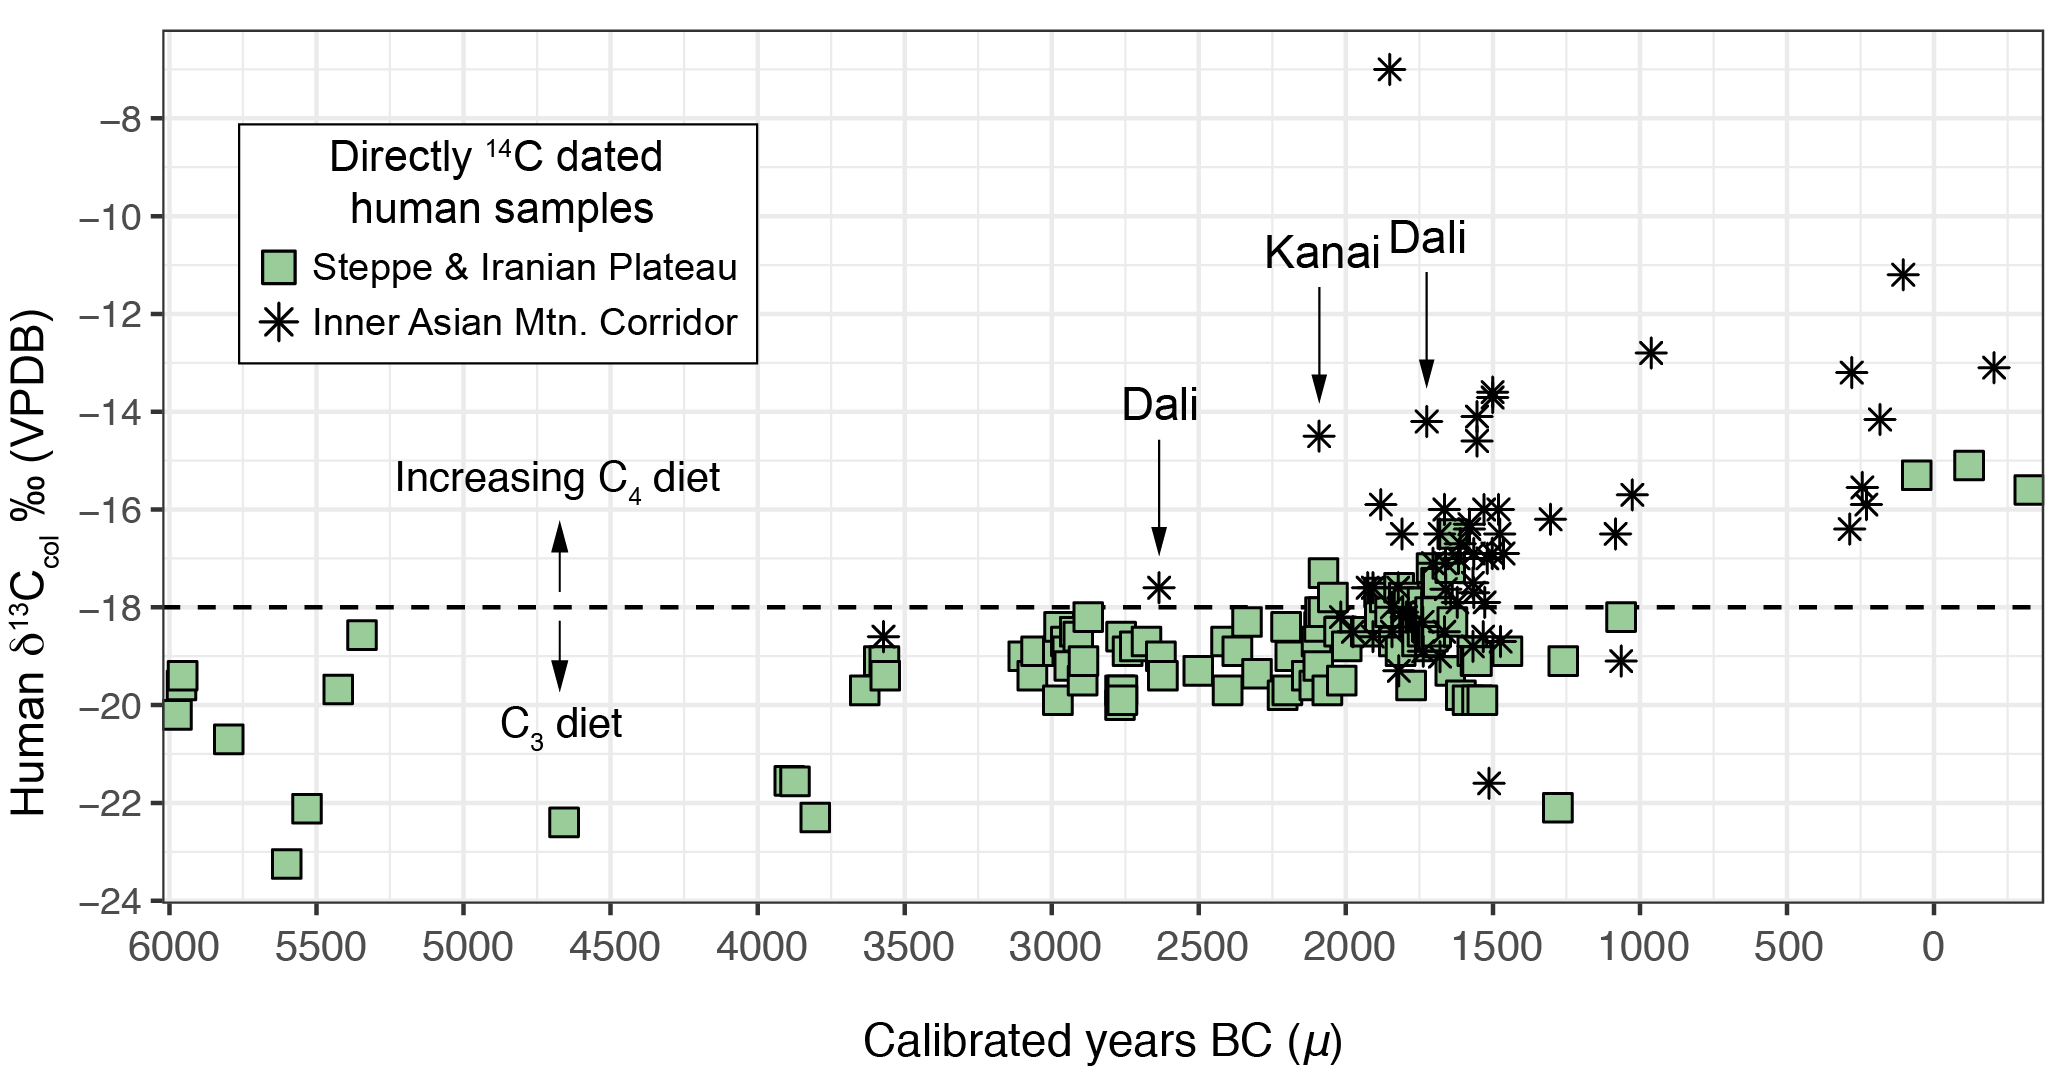 Human δ¹³C_col ‰ (VPDB)
−8
−10
−12
−14
−16
−18
−20
−22
−24
Directly ¹⁴C dated
human samples
Steppe & Iranian Plateau
Inner Asian Mtn. Corridor
Kanai
Dali
Dali
Increasing C₄ diet
C₃ diet
6000 5500 5000 4500 4000 3500 3000 2500 2000 1500 1000 500 0
Calibrated years BC (μ)